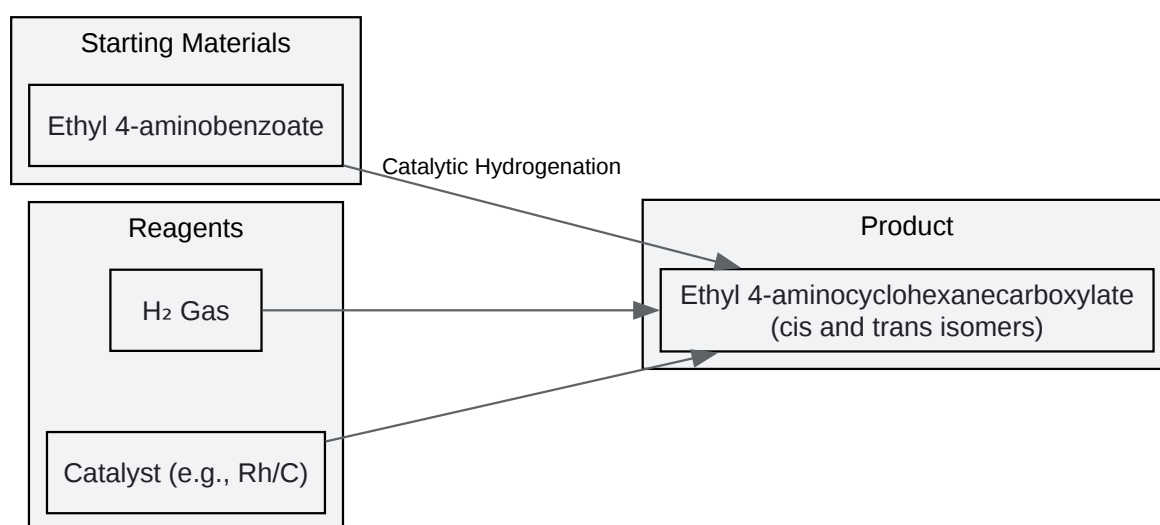 Starting Materials
Ethyl 4-aminobenzoate
Catalytic Hydrogenation
Reagents
H₂ Gas
Catalyst (e.g., Rh/C)
Product
Ethyl 4-aminocyclohexanecarboxylate
(cis and trans isomers)